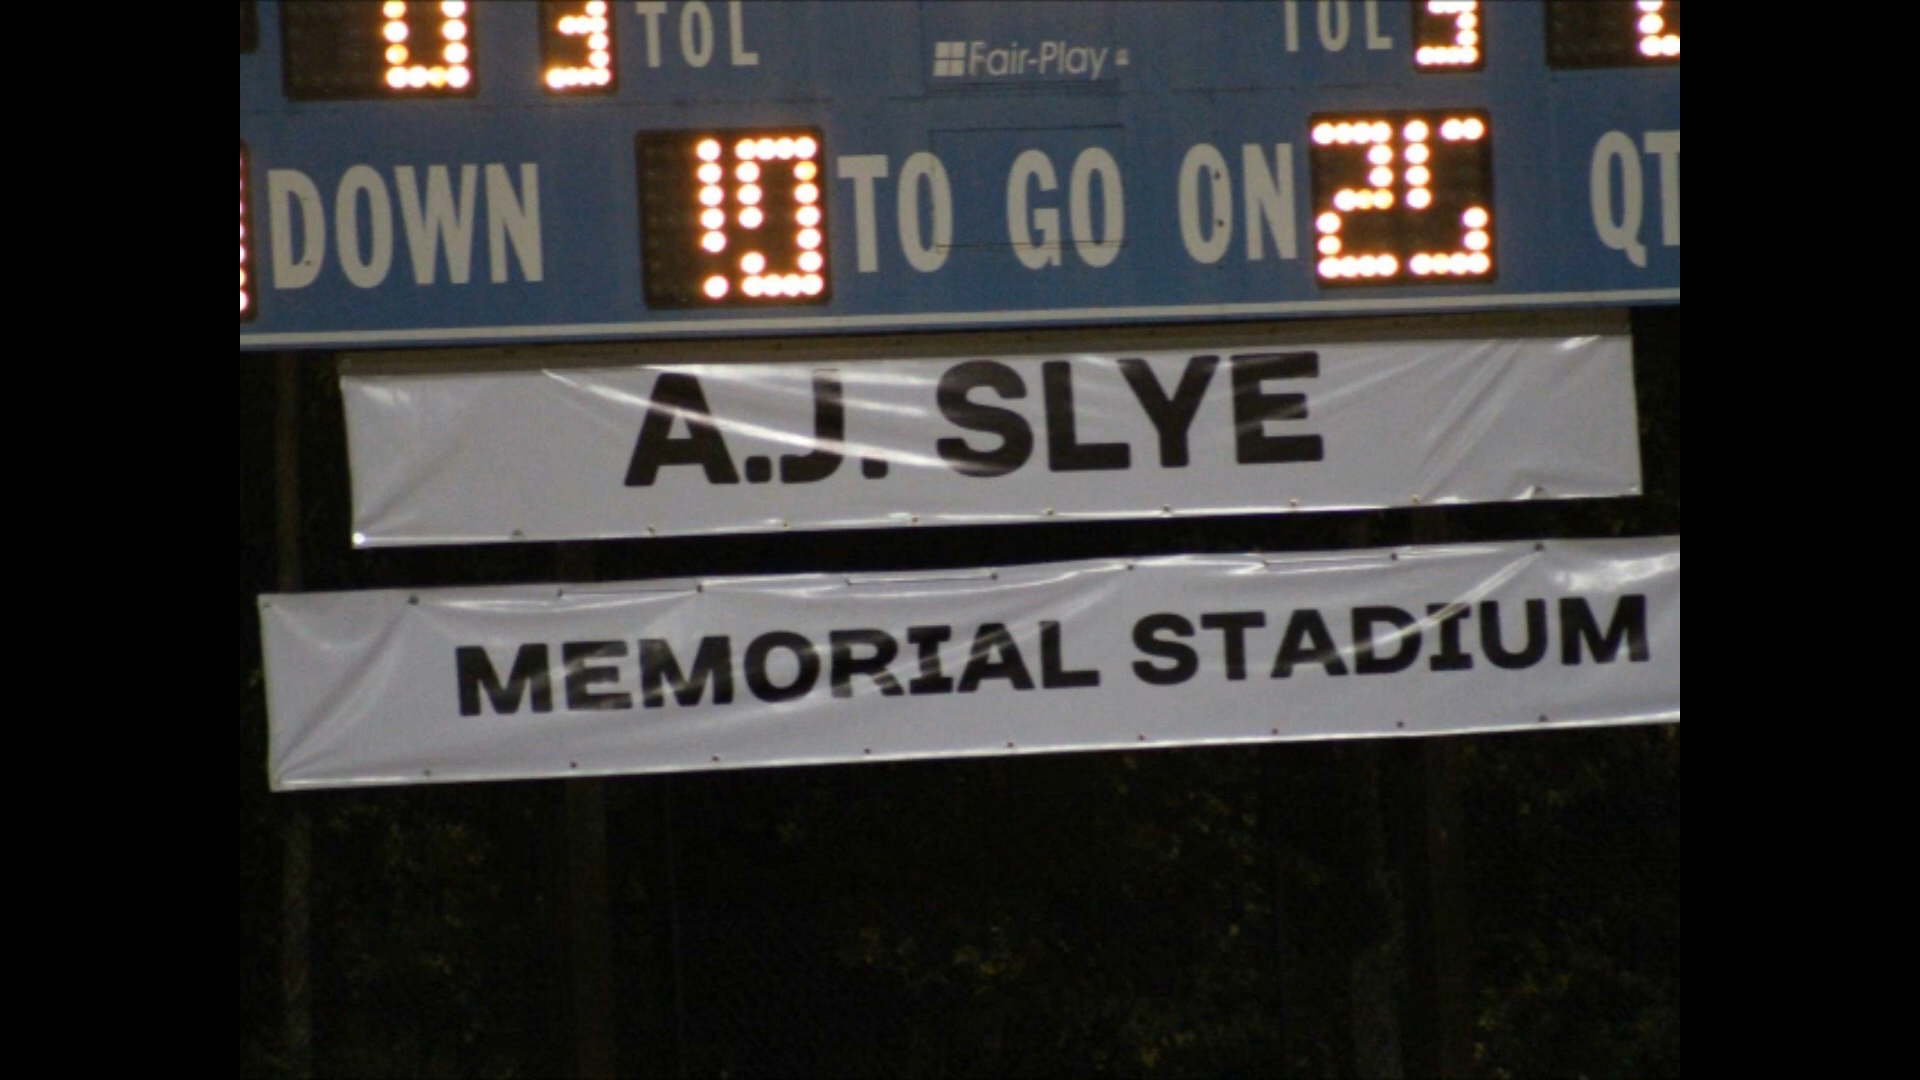 0 3 TOL Fair-Play TOL 3
DOWN 10 TO GO ON 25 QT
A.J. SLYE
MEMORIAL STADIUM